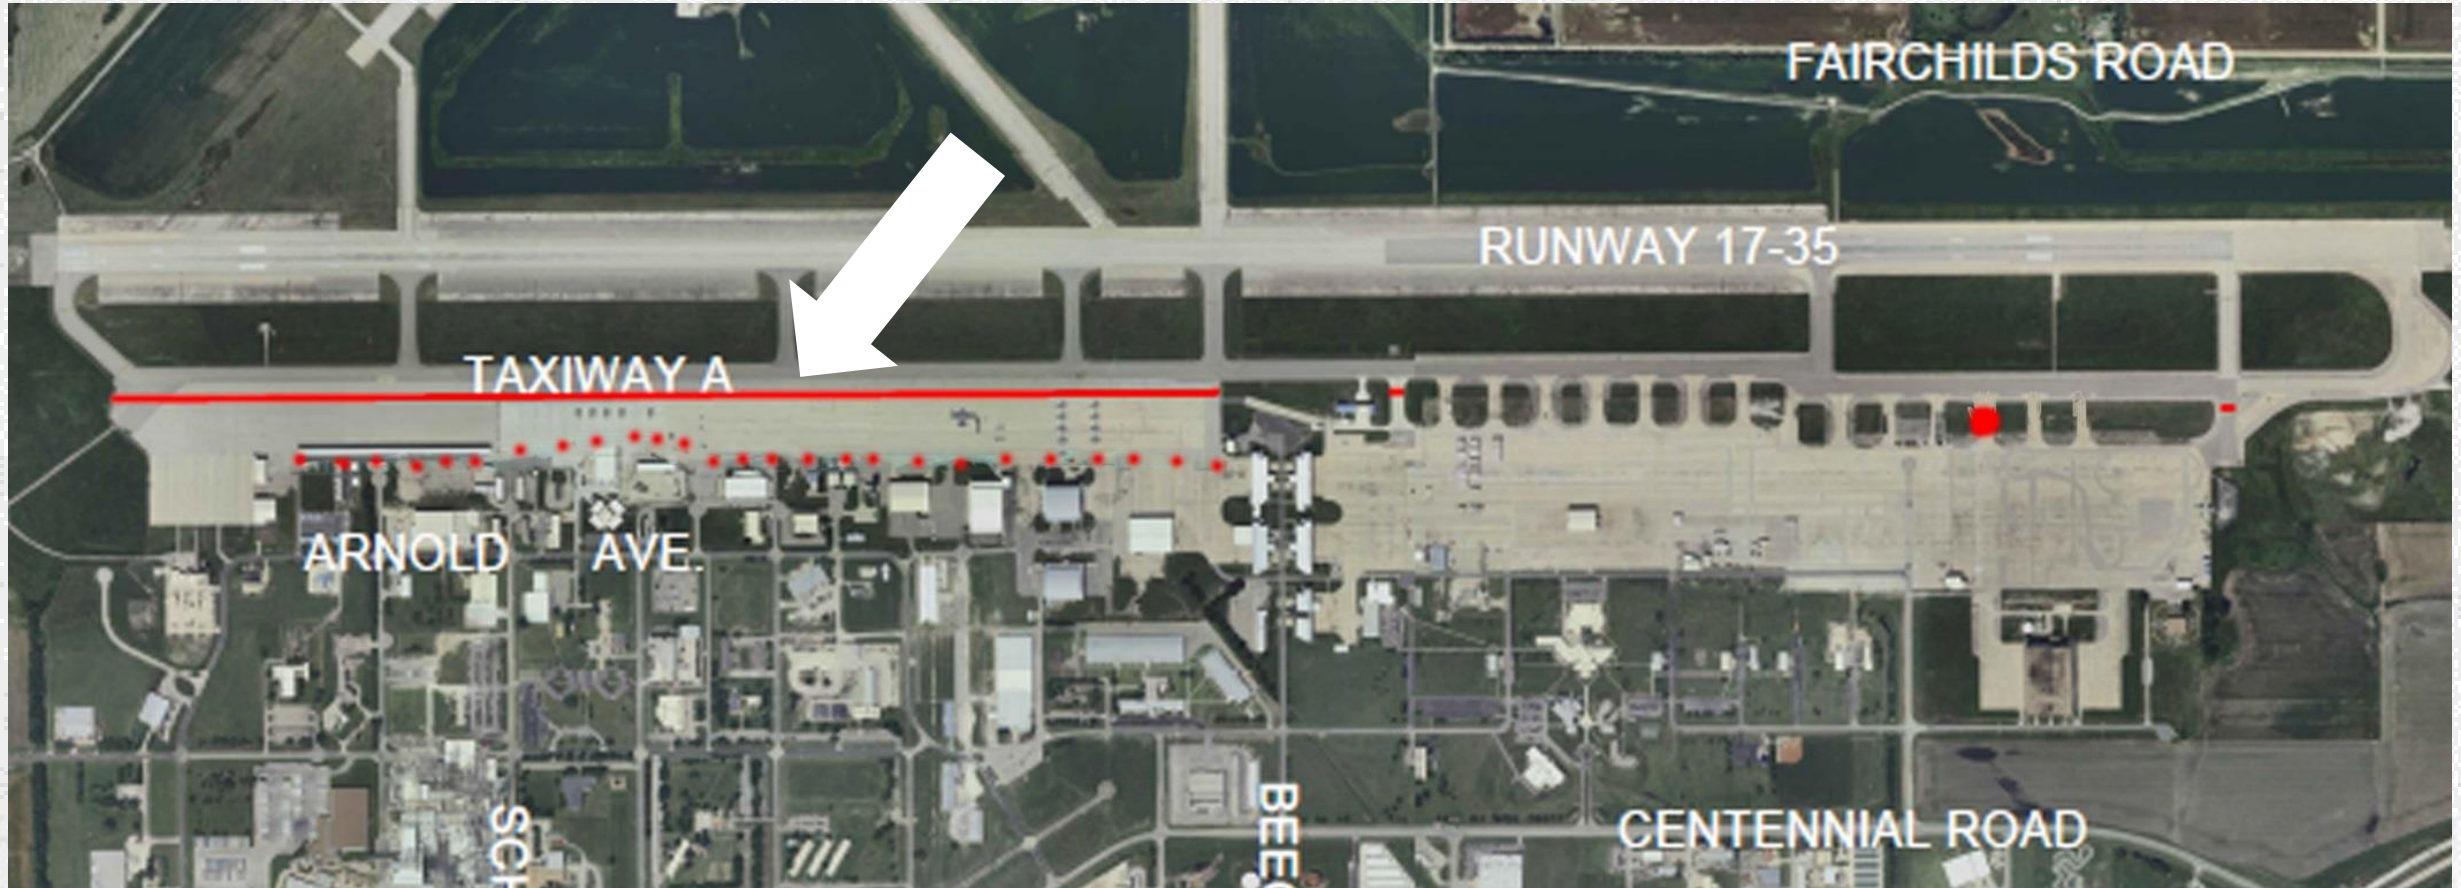 FAIRCHILDS ROAD
RUNWAY 17-35
TAXIWAY A
ARNOLD AVE.
CENTENNIAL ROAD